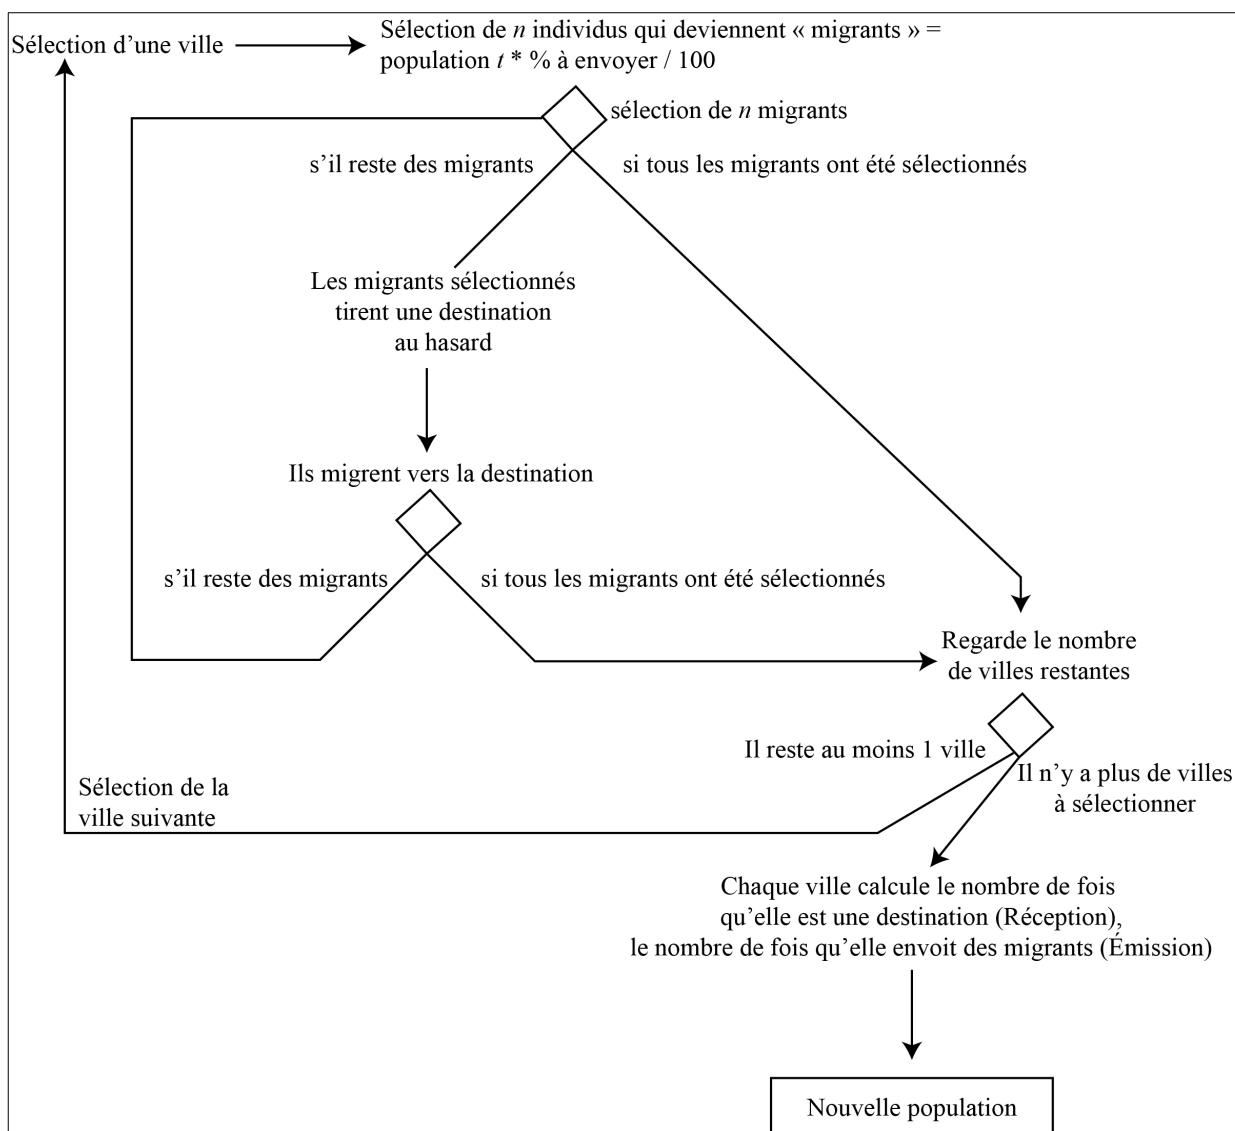 Sélection d’une ville
Sélection de n individus qui deviennent « migrants » =
population t * % à envoyer / 100
sélection de n migrants
s’il reste des migrants
si tous les migrants ont été sélectionnés
Les migrants sélectionnés
tirent une destination
au hasard
Ils migrent vers la destination
s’il reste des migrants
si tous les migrants ont été sélectionnés
Regarde le nombre
de villes restantes
Il reste au moins 1 ville
Il n’y a plus de villes
à sélectionner
Sélection de la
ville suivante
Chaque ville calcule le nombre de fois
qu’elle est une destination (Réception),
le nombre de fois qu’elle envoit des migrants (Émission)
Nouvelle population